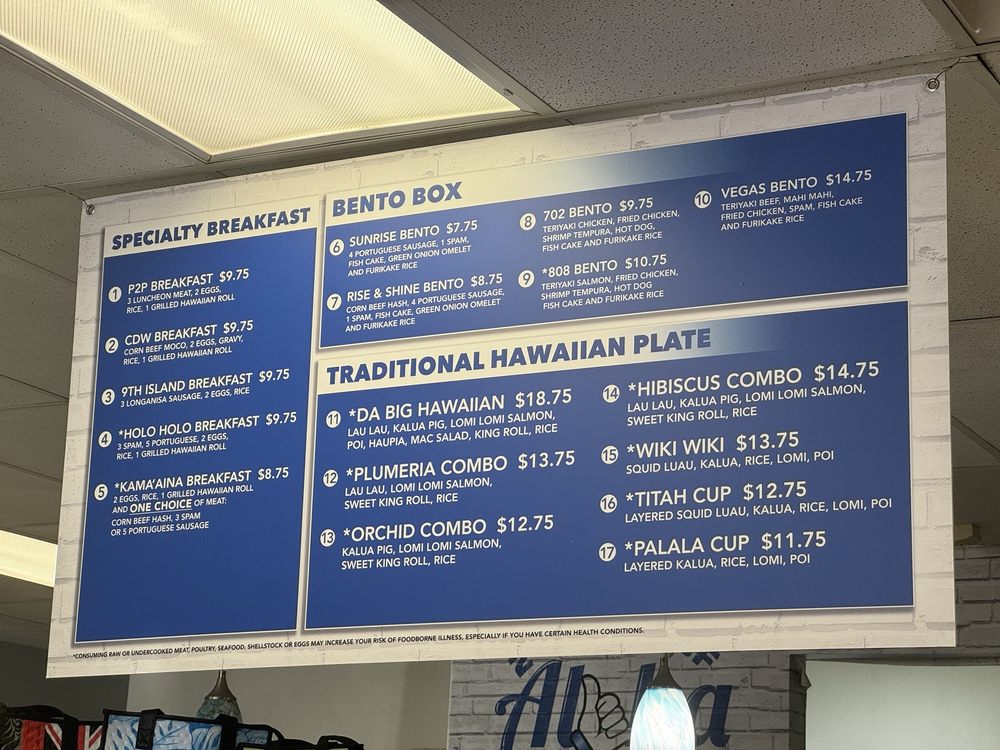 SPECIALTY BREAKFAST
1 P2P BREAKFAST $9.75
3 LUNCHEON MEAT, 2 EGGS,
RICE, 1 GRILLED HAWAIIAN ROLL
2 CDW BREAKFAST $9.75
CORN BEEF MOCO, 2 EGGS, GRAVY,
RICE, 1 GRILLED HAWAIIAN ROLL
3 9TH ISLAND BREAKFAST $9.75
3 LONGANISA SAUSAGE, 2 EGGS, RICE
4 *HOLO HOLO BREAKFAST $9.75
3 SPAM, 5 PORTUGUESE, 2 EGGS,
RICE, 1 GRILLED HAWAIIAN ROLL
5 *KAMA'AINA BREAKFAST $8.75
2 EGGS, RICE, 1 GRILLED HAWAIIAN ROLL
AND ONE CHOICE OF MEAT:
CORN BEEF HASH, 3 SPAM
OR 5 PORTUGUESE SAUSAGE
BENTO BOX
6 SUNRISE BENTO $7.75
4 PORTUGUESE SAUSAGE, 1 SPAM,
FISH CAKE, GREEN ONION OMELET
AND FURIKAKE RICE
7 RISE & SHINE BENTO $8.75
CORN BEEF HASH, 4 PORTUGUESE SAUSAGE,
1 SPAM, FISH CAKE, GREEN ONION OMELET
AND FURIKAKE RICE
8 702 BENTO $9.75
TERIYAKI CHICKEN, FRIED CHICKEN,
SHRIMP TEMPURA, HOT DOG,
FISH CAKE AND FURIKAKE RICE
9 *808 BENTO $10.75
TERIYAKI SALMON, FRIED CHICKEN,
SHRIMP TEMPURA, HOT DOG,
FISH CAKE AND FURIKAKE RICE
10 VEGAS BENTO $14.75
TERIYAKI BEEF, MAHI MAHI,
FRIED CHICKEN, SPAM, FISH CAKE
AND FURIKAKE RICE
TRADITIONAL HAWAIIAN PLATE
11 *DA BIG HAWAIIAN $18.75
LAU LAU, KALUA PIG, LOMI LOMI SALMON,
POI, HAUPIA, MAC SALAD, KING ROLL, RICE
12 *PLUMERIA COMBO $13.75
LAU LAU, LOMI LOMI SALMON,
SWEET KING ROLL, RICE
13 *ORCHID COMBO $12.75
KALUA PIG, LOMI LOMI SALMON,
SWEET KING ROLL, RICE
14 *HIBISCUS COMBO $14.75
LAU LAU, KALUA PIG, LOMI LOMI SALMON,
SWEET KING ROLL, RICE
15 *WIKI WIKI $13.75
SQUID LUAU, KALUA, RICE, LOMI, POI
16 *TITAH CUP $12.75
LAYERED SQUID LUAU, KALUA, RICE, LOMI, POI
17 *PALALA CUP $11.75
LAYERED KALUA, RICE, LOMI, POI
*CONSUMING RAW OR UNDERCOOKED MEAT, POULTRY, SEAFOOD, SHELLSTOCK OR EGGS MAY INCREASE YOUR RISK OF FOODBORNE ILLNESS, ESPECIALLY IF YOU HAVE CERTAIN HEALTH CONDITIONS.